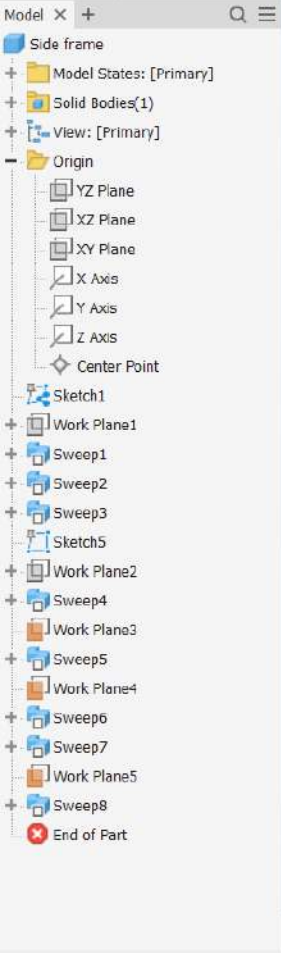 Model × +
Side frame
Model States: [Primary]
Solid Bodies(1)
View: [Primary]
Origin
YZ Plane
XZ Plane
XY Plane
X Axis
Y Axis
Z Axis
Center Point
Sketch1
Work Plane1
Sweep1
Sweep2
Sweep3
Sketch5
Work Plane2
Sweep4
Work Plane3
Sweep5
Work Plane4
Sweep6
Sweep7
Work Plane5
Sweep8
End of Part